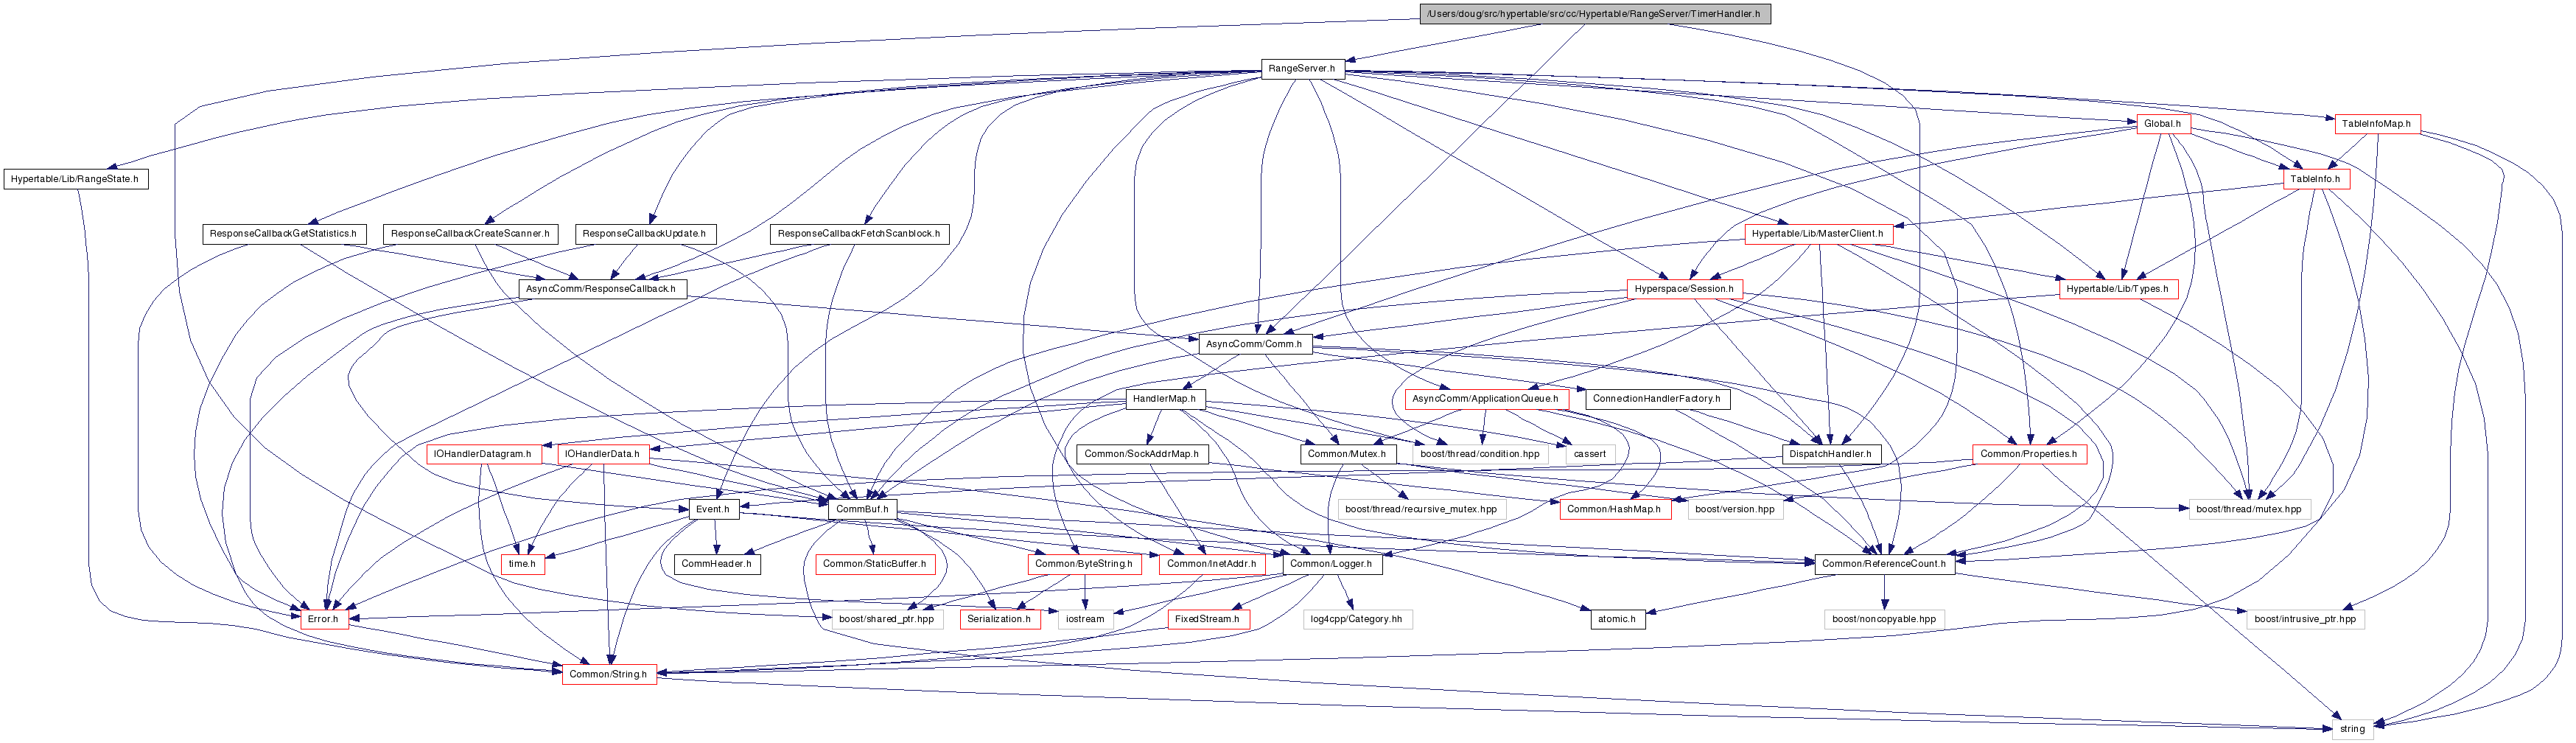 /Users/doug/src/hypertable/src/cc/Hypertable/RangeServer/TimerHandler.h
RangeServer.h
Global.h
TableInfoMap.h
Hypertable/Lib/RangeState.h
TableInfo.h
ResponseCallbackGetStatistics.h
ResponseCallbackCreateScanner.h
ResponseCallbackUpdate.h
ResponseCallbackFetchScanblock.h
Hypertable/Lib/MasterClient.h
AsyncComm/ResponseCallback.h
Hyperspace/Session.h
Hypertable/Lib/Types.h
AsyncComm/Comm.h
HandlerMap.h
AsyncComm/ApplicationQueue.h
ConnectionHandlerFactory.h
IOHandlerDatagram.h
IOHandlerData.h
Common/SockAddrMap.h
Common/Mutex.h
boost/thread/condition.hpp
cassert
DispatchHandler.h
Common/Properties.h
Event.h
CommBuf.h
boost/thread/recursive_mutex.hpp
Common/HashMap.h
boost/version.hpp
boost/thread/mutex.hpp
time.h
CommHeader.h
Common/StaticBuffer.h
Common/ByteString.h
Common/InetAddr.h
Common/Logger.h
Common/ReferenceCount.h
Error.h
boost/shared_ptr.hpp
Serialization.h
iostream
FixedStream.h
log4cpp/Category.hh
atomic.h
boost/noncopyable.hpp
boost/intrusive_ptr.hpp
Common/String.h
string